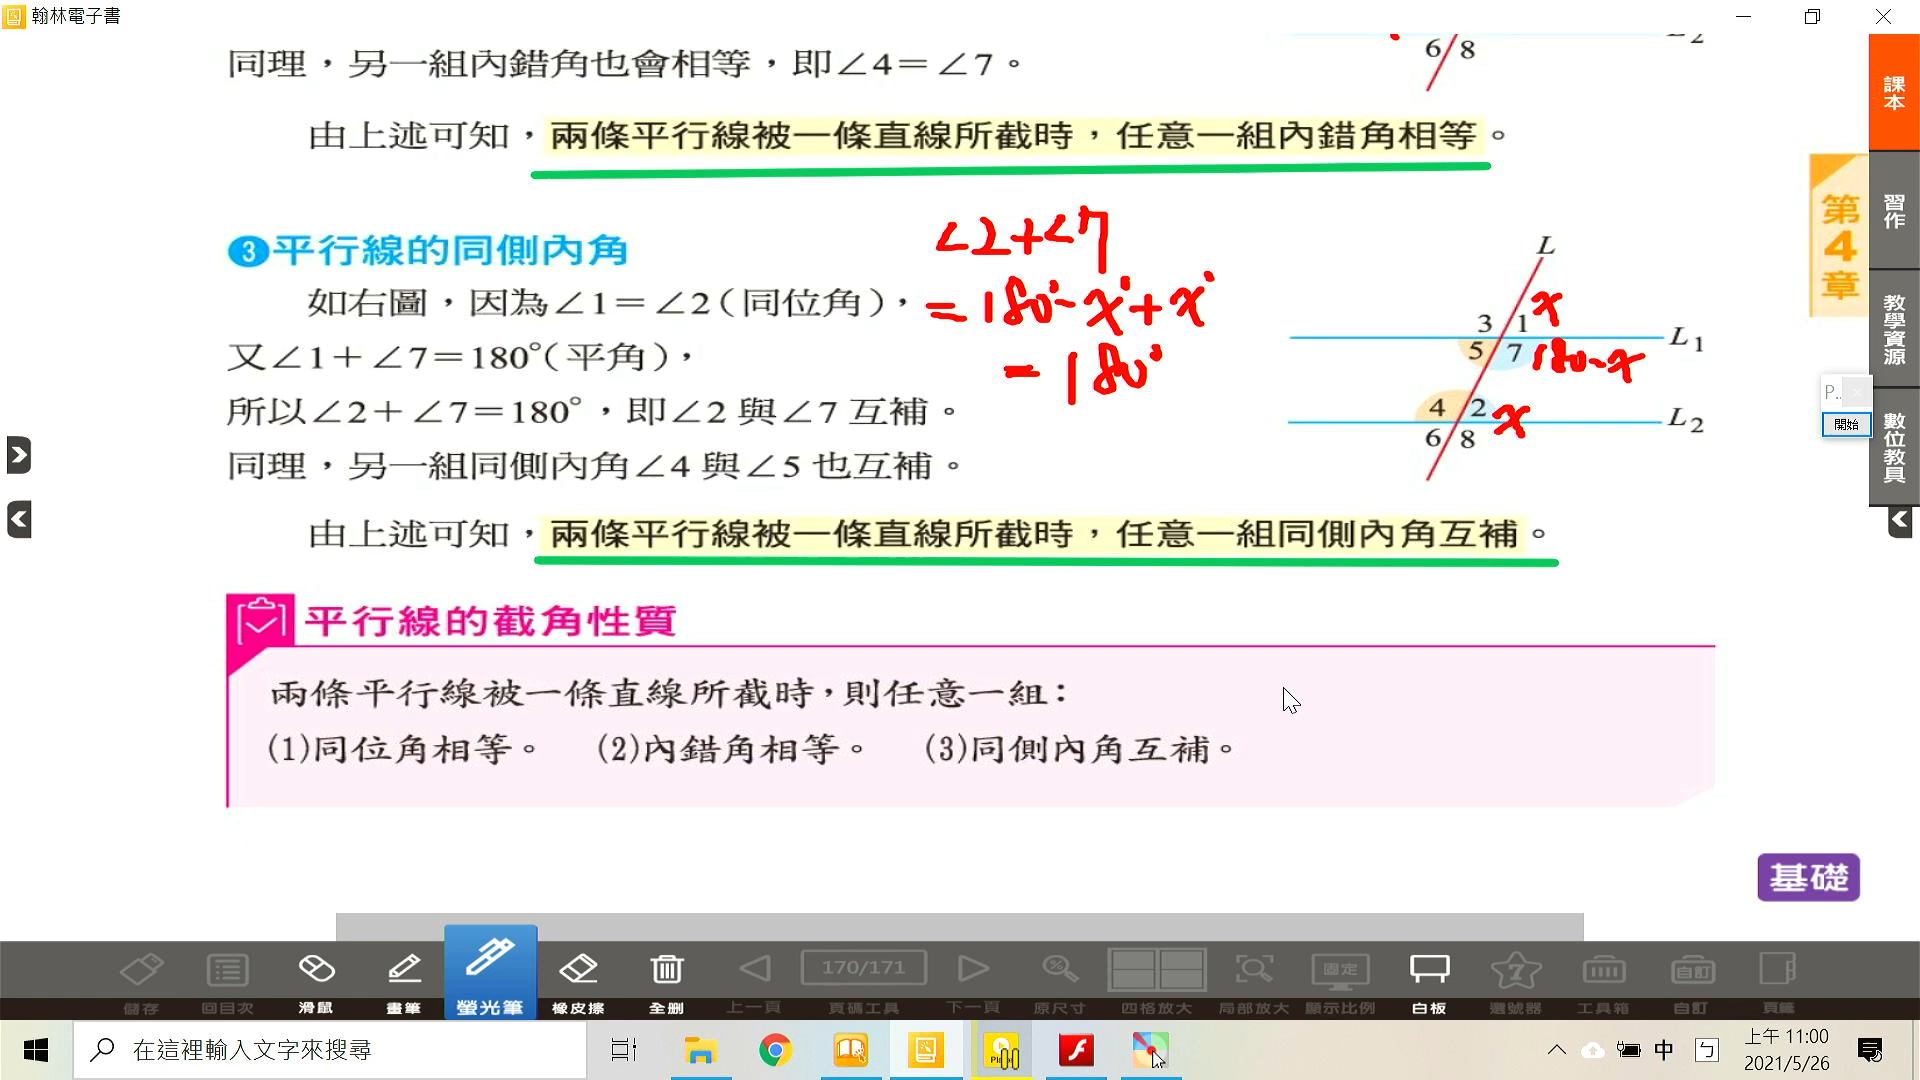 翰林電子書
同理，另一組內錯角也會相等，即∠4＝∠7。
6 8
L2
由上述可知，兩條平行線被一條直線所截時，任意一組內錯角相等。
課本
習作
教學資源
數位教具
第4章
❸平行線的同側內角
∠2+∠7
= 180°-x°+x°
= 180°
如右圖，因為∠1＝∠2（同位角），
又∠1＋∠7＝180°（平角），
所以∠2＋∠7＝180°，即∠2 與∠7 互補。
同理，另一組同側內角∠4 與∠5 也互補。
L
3 1 x
L1
5 7 180-x
4 2 x
L2
6 8
P..
開始
由上述可知，兩條平行線被一條直線所截時，任意一組同側內角互補。
平行線的截角性質
兩條平行線被一條直線所截時，則任意一組：
(1)同位角相等。 (2)內錯角相等。 (3)同側內角互補。
基礎
170/171
固定
7
自訂
儲存 回目次 滑鼠 畫筆 螢光筆 橡皮擦 全刪 上一頁 頁碼工具 下一頁 原尺寸 四格放大 局部放大 顯示比例 白板 選號器 工具箱 自訂 頁籤
在這裡輸入文字來搜尋
中
ㄅ
上午 11:00
2021/5/26